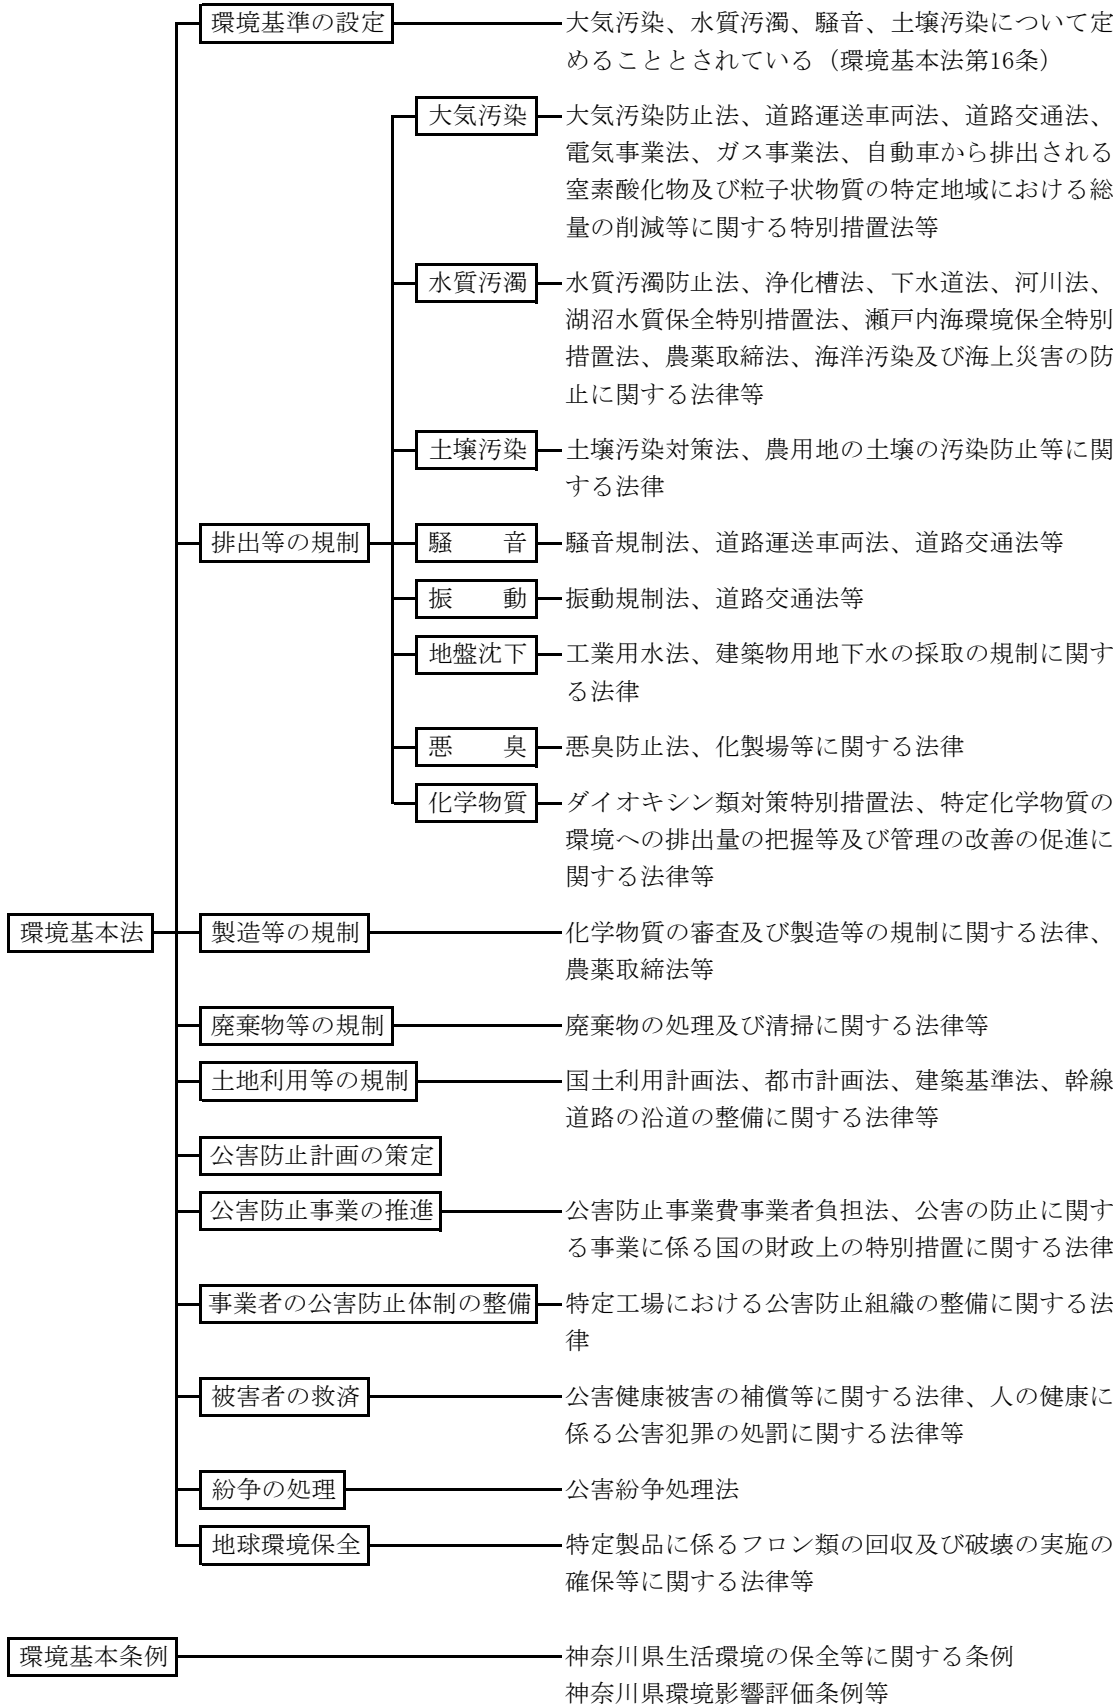 環境基準の設定
大気汚染、水質汚濁、騒音、土壌汚染について定
めることとされている（環境基本法第16条）
大気汚染
大気汚染防止法、道路運送車両法、道路交通法、
電気事業法、ガス事業法、自動車から排出される
窒素酸化物及び粒子状物質の特定地域における総
量の削減等に関する特別措置法等
水質汚濁
水質汚濁防止法、浄化槽法、下水道法、河川法、
湖沼水質保全特別措置法、瀬戸内海環境保全特別
措置法、農薬取締法、海洋汚染及び海上災害の防
止に関する法律等
土壌汚染
土壌汚染対策法、農用地の土壌の汚染防止等に関
する法律
排出等の規制
騒　　音
騒音規制法、道路運送車両法、道路交通法等
振　　動
振動規制法、道路交通法等
地盤沈下
工業用水法、建築物用地下水の採取の規制に関す
る法律
悪　　臭
悪臭防止法、化製場等に関する法律
化学物質
ダイオキシン類対策特別措置法、特定化学物質の
環境への排出量の把握等及び管理の改善の促進に
関する法律等
環境基本法
製造等の規制
化学物質の審査及び製造等の規制に関する法律、
農薬取締法等
廃棄物等の規制
廃棄物の処理及び清掃に関する法律等
土地利用等の規制
国土利用計画法、都市計画法、建築基準法、幹線
道路の沿道の整備に関する法律等
公害防止計画の策定
公害防止事業の推進
公害防止事業費事業者負担法、公害の防止に関す
る事業に係る国の財政上の特別措置に関する法律
事業者の公害防止体制の整備
特定工場における公害防止組織の整備に関する法
律
被害者の救済
公害健康被害の補償等に関する法律、人の健康に
係る公害犯罪の処罰に関する法律等
紛争の処理
公害紛争処理法
地球環境保全
特定製品に係るフロン類の回収及び破壊の実施の
確保等に関する法律等
環境基本条例
神奈川県生活環境の保全等に関する条例
神奈川県環境影響評価条例等